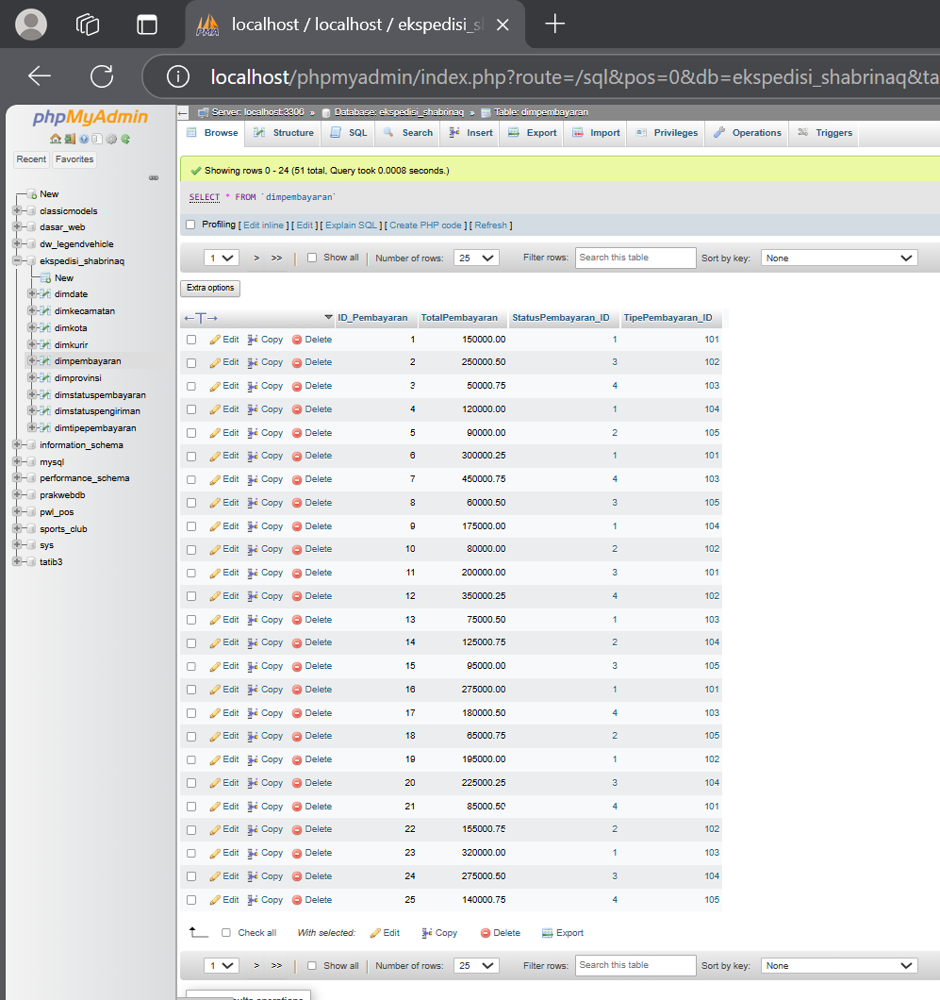 localhost / localhost / ekspedisi_s
localhost/phpmyadmin/index.php?route=/sql&pos=0&db=ekspedisi_shabrinaq&ta
phpMyAdmin
Recent Favorites
New
classicmodels
dasar_web
dw_legendvehicle
ekspedisi_shabrinaq
New
dimdate
dimkecamatan
dimkota
dimkurir
dimpembayaran
dimprovinsi
dimstatuspembayaran
dimstatuspengiriman
dimtipepembayaran
information_schema
mysql
performance_schema
prakwebdb
pwl_pos
sports_club
sys
tatib3
Server: localhost:3306 » Database: ekspedisi_shabrinaq » Table: dimpembayaran
Browse Structure SQL Search Insert Export Import Privileges Operations Triggers
Showing rows 0 - 24 (51 total, Query took 0.0008 seconds.)
SELECT * FROM `dimpembayaran`
Profiling [ Edit inline ] [ Edit ] [ Explain SQL ] [ Create PHP code ] [ Refresh ]
1 > >> Show all Number of rows: 25 Filter rows: Search this table Sort by key: None
Extra options
←T→ ID_Pembayaran TotalPembayaran StatusPembayaran_ID TipePembayaran_ID
Edit Copy Delete 1 150000.00 1 101
Edit Copy Delete 2 250000.50 3 102
Edit Copy Delete 3 50000.75 4 103
Edit Copy Delete 4 120000.00 1 104
Edit Copy Delete 5 90000.00 2 105
Edit Copy Delete 6 300000.25 1 101
Edit Copy Delete 7 450000.75 4 103
Edit Copy Delete 8 60000.50 3 105
Edit Copy Delete 9 175000.00 1 104
Edit Copy Delete 10 80000.00 2 102
Edit Copy Delete 11 200000.00 3 101
Edit Copy Delete 12 350000.25 4 102
Edit Copy Delete 13 75000.50 1 103
Edit Copy Delete 14 125000.75 2 104
Edit Copy Delete 15 95000.00 3 105
Edit Copy Delete 16 275000.00 1 101
Edit Copy Delete 17 180000.50 4 103
Edit Copy Delete 18 65000.75 2 105
Edit Copy Delete 19 195000.00 1 102
Edit Copy Delete 20 225000.25 3 104
Edit Copy Delete 21 85000.50 4 101
Edit Copy Delete 22 155000.75 2 102
Edit Copy Delete 23 320000.00 1 103
Edit Copy Delete 24 275000.50 3 104
Edit Copy Delete 25 140000.75 4 105
Check all With selected: Edit Copy Delete Export
1 > >> Show all Number of rows: 25 Filter rows: Search this table Sort by key: None